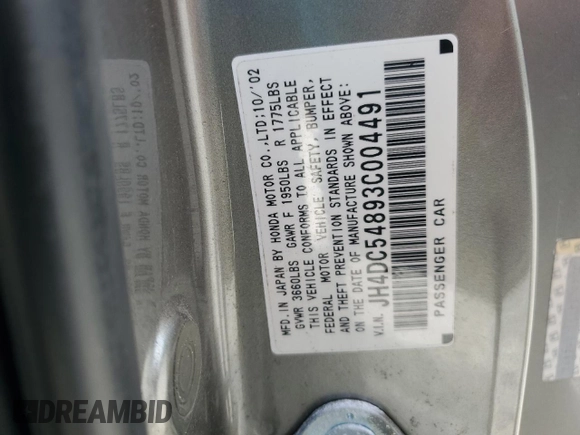 MFD.IN JAPAN BY HONDA MOTOR CO.,LTD:10/'02
GVWR 3660LBS GAWR F 1950LBS R 1775LBS
THIS VEHICLE CONFORMS TO ALL APPLICABLE
FEDERAL MOTOR VEHICLE SAFETY, BUMPER,
AND THEFT PREVENTION STANDARDS IN EFFECT
ON THE DATE OF MANUFACTURE SHOWN ABOVE:
V.I.N. JH4DC54893C004491
PASSENGER CAR
DREAMBID